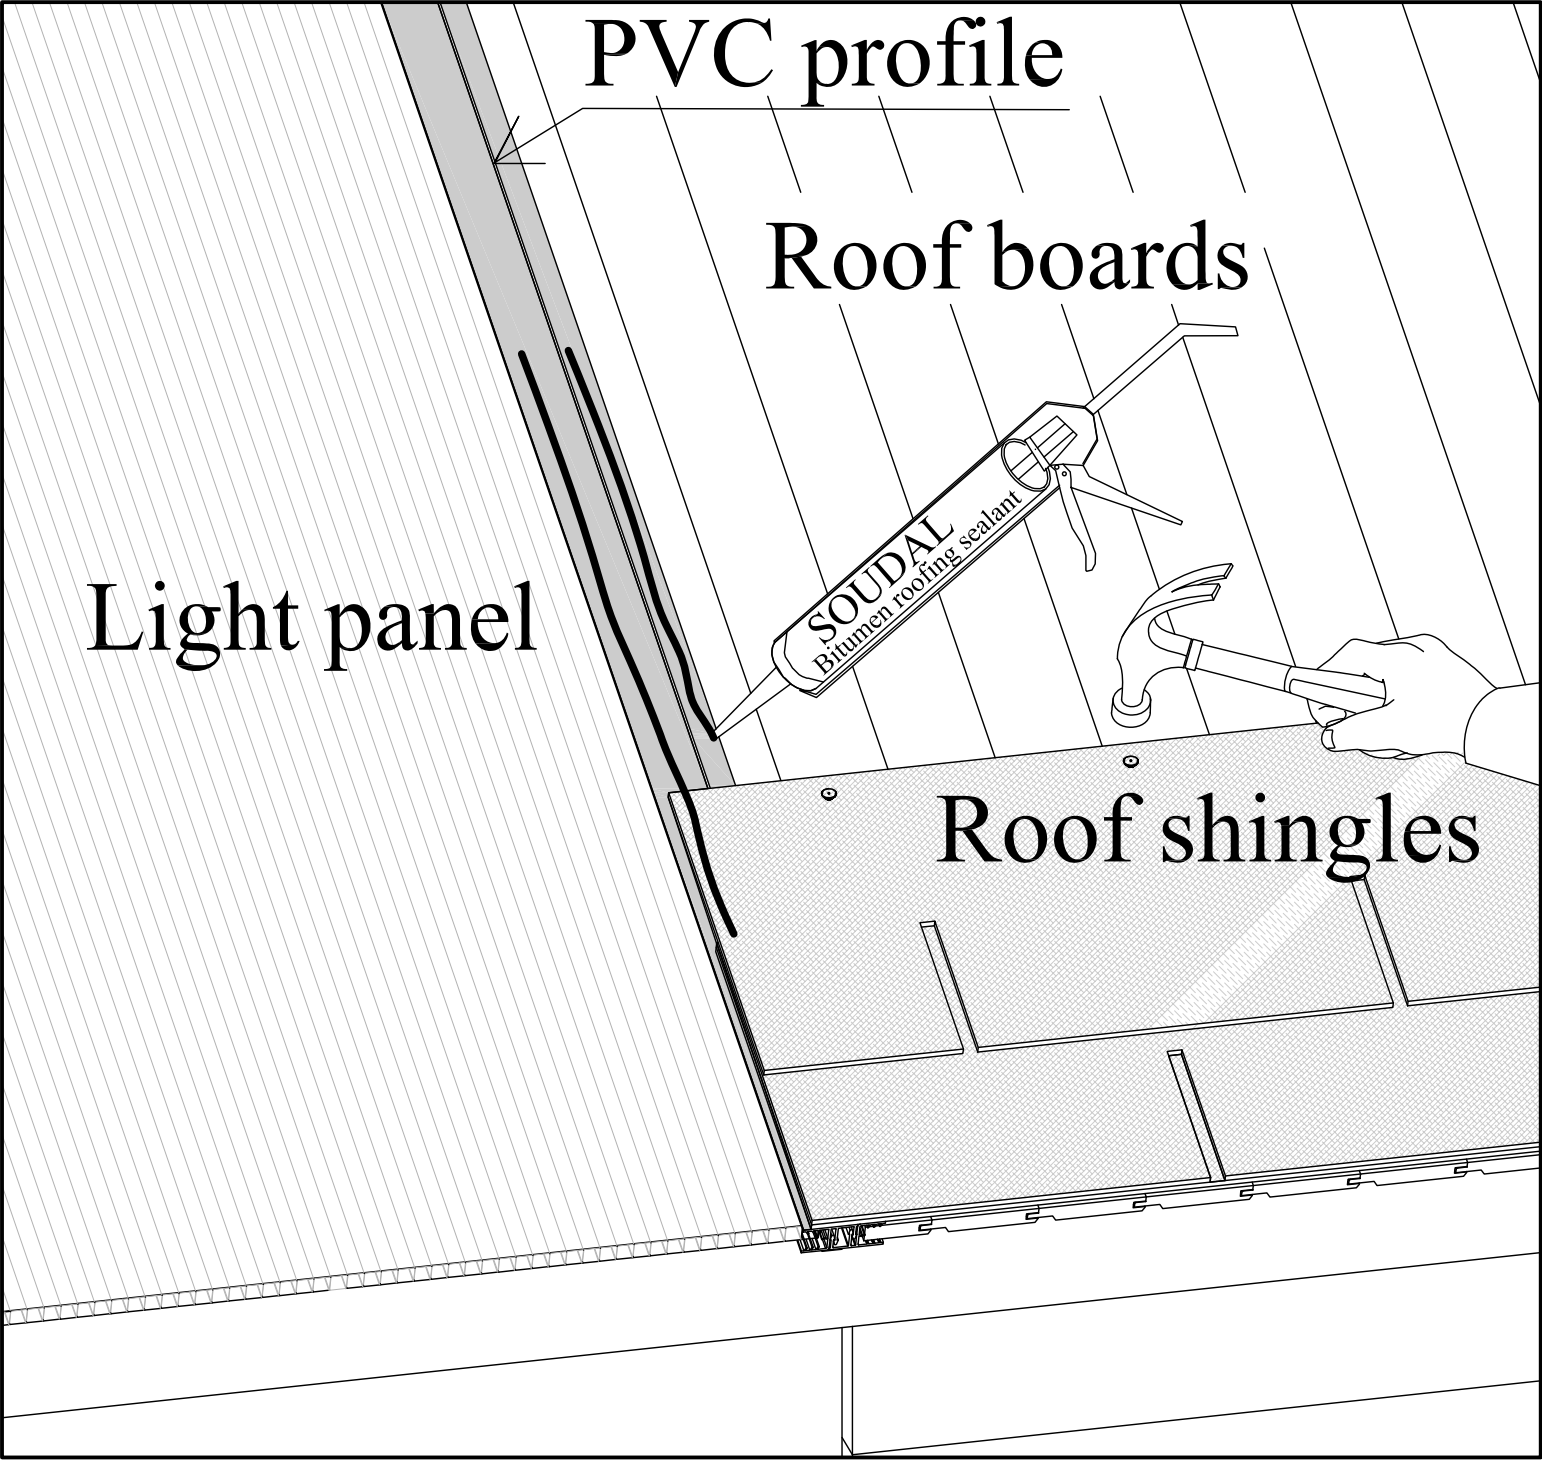 PVC profile
Roof boards
SOUDAL
Bitumen roofing sealant
Light panel
Roof shingles